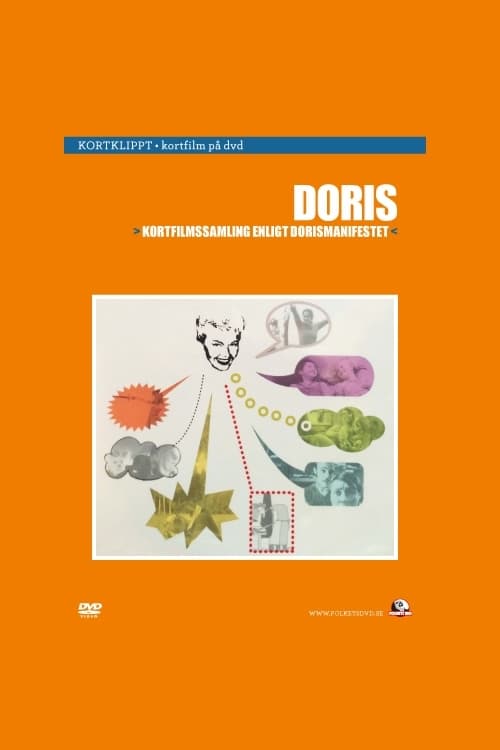 KORTKLIPPT • kortfilm på dvd
DORIS
> KORTFILMSSAMLING ENLIGT DORISMANIFESTET <
DVD
VIDEO
WWW.FOLKETSDVD.SE